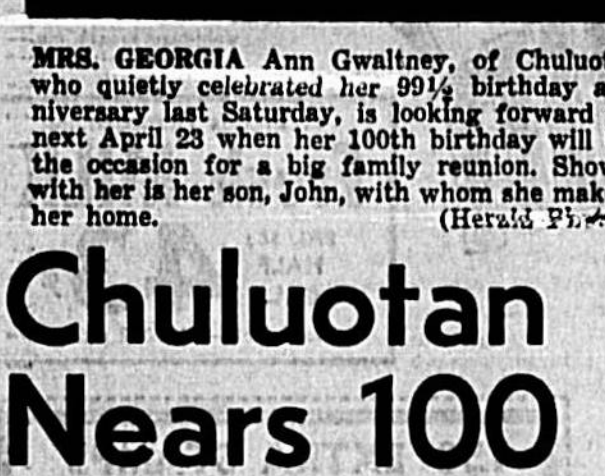 MRS. GEORGIA Ann Gwaltney, of Chuluot
who quietly celebrated her 99½ birthday a
niversary last Saturday, is looking forward
next April 23 when her 100th birthday will
the occasion for a big family reunion. Show
with her is her son, John, with whom she mak
her home. (Herald
Chuluotan
Nears 100